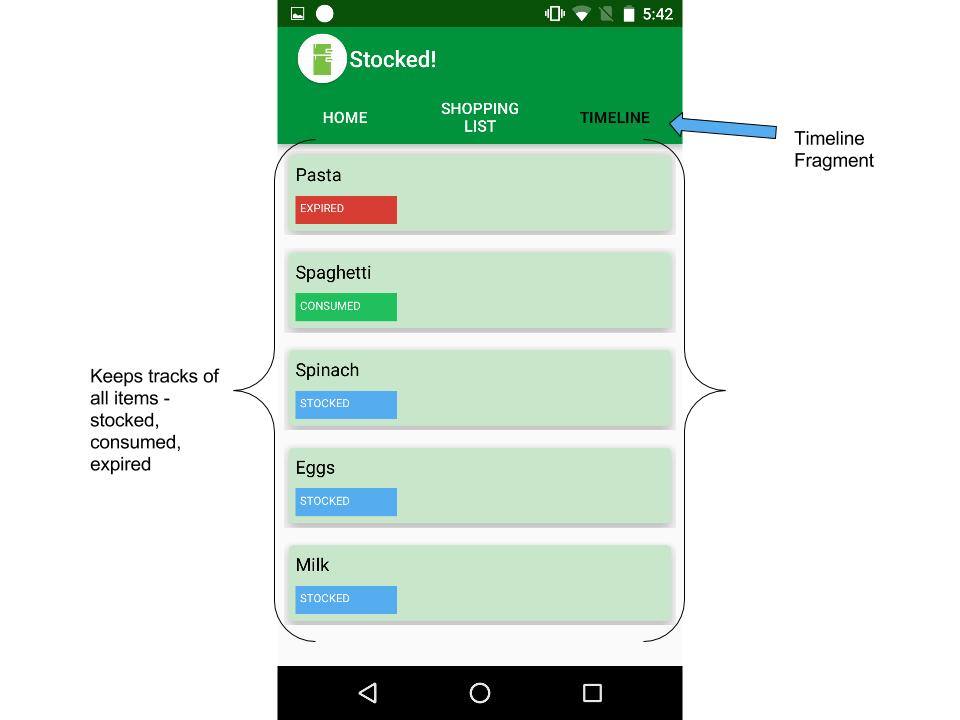 5:42
Stocked!
HOME
SHOPPING
LIST
TIMELINE
Timeline
Fragment
Pasta
EXPIRED
Spaghetti
CONSUMED
Spinach
STOCKED
Eggs
STOCKED
Milk
STOCKED
Keeps tracks of
all items -
stocked,
consumed,
expired